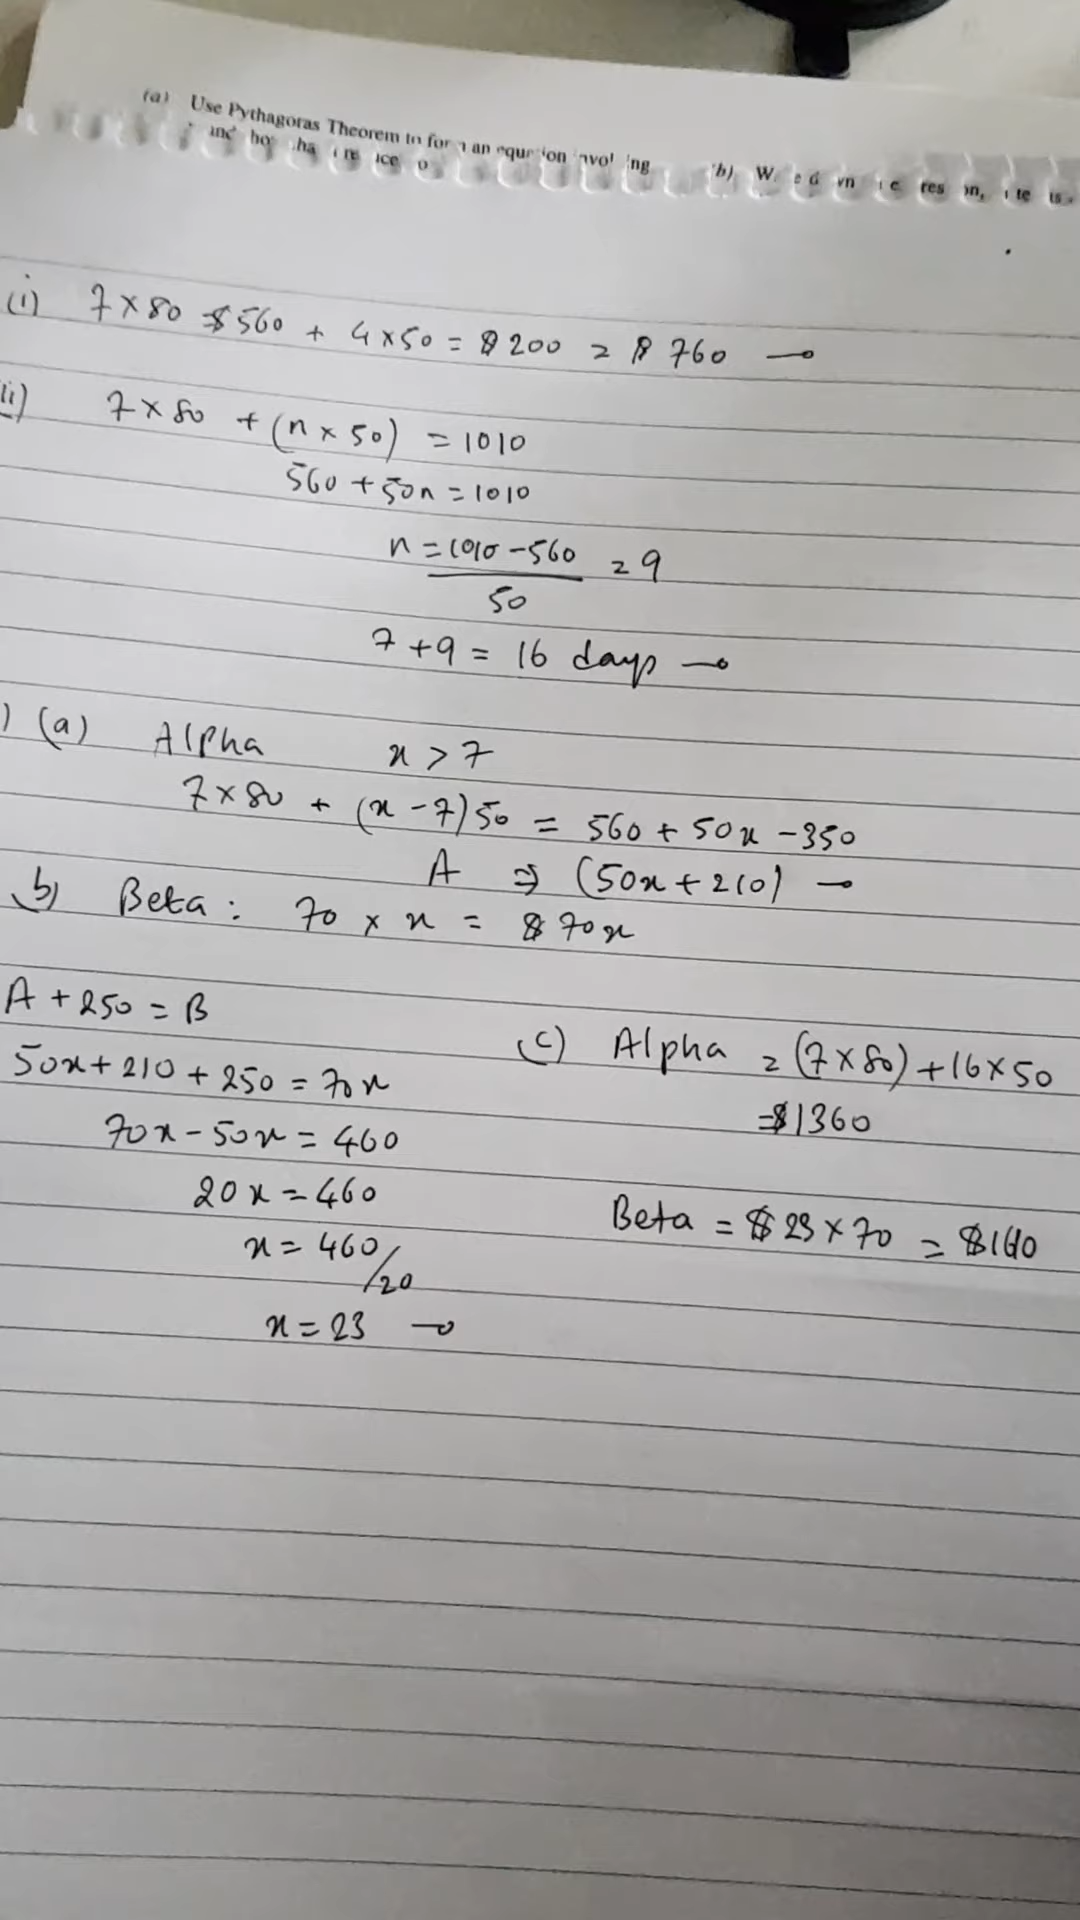 (a) Use Pythagoras Theorem to for an equation involving
(i) 7 × 80 = $560 + 4 × 50 = $200 = $760
ii) 7 × 80 + (n × 50) = 1010
560 + 50n = 1010
n = 1010 - 560 = 9
50
7 + 9 = 16 days
) (a) Alpha x > 7
7 × 80 + (x - 7) 50 = 560 + 50x - 350
A ⇒ (50x + 210)
b) Beta : 70 × x = $70x
A + 250 = B
50x + 210 + 250 = 70x
70x - 50x = 460
20x = 460
x = 460/20
x = 23
(c) Alpha = (7 × 80) + 16 × 50
= $1360
Beta = $23 × 70 =